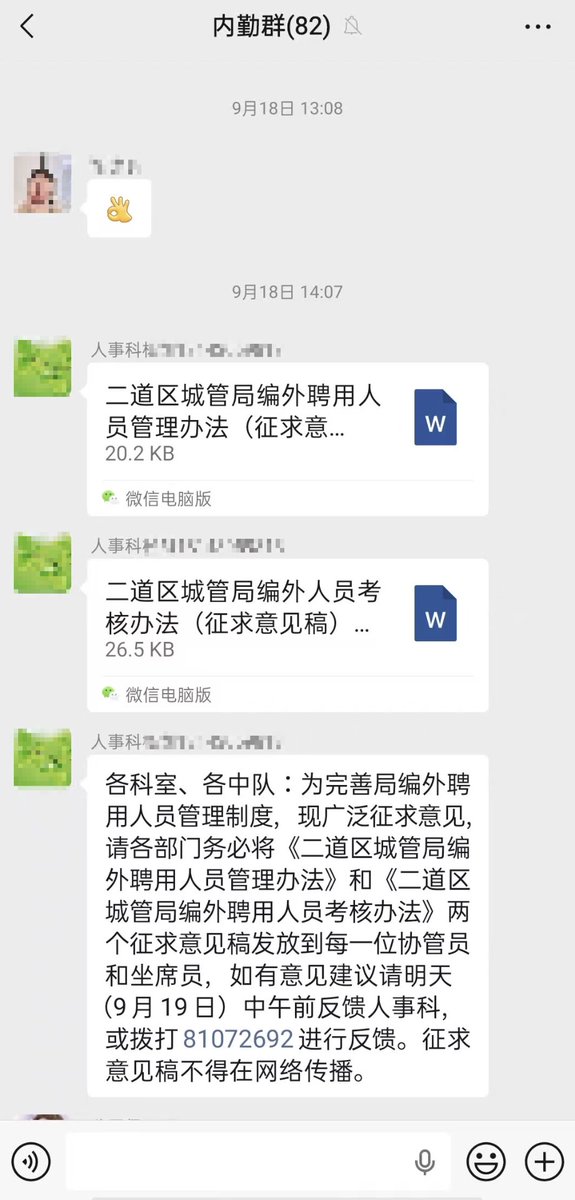 内勤群(82)
9月18日 13:08
9月18日 14:07
人事科
二道区城管局编外聘用人
员管理办法（征求意...
20.2 KB
W
微信电脑版
人事科
二道区城管局编外人员考
核办法（征求意见稿）...
26.5 KB
W
微信电脑版
人事科
各科室、各中队：为完善局编外聘
用人员管理制度，现广泛征求意见,
请各部门务必将《二道区城管局编
外聘用人员管理办法》和《二道区
城管局编外聘用人员考核办法》两
个征求意见稿发放到每一位协管员
和坐席员，如有意见建议请明天
(9月19日）中午前反馈人事科，
或拨打81072692进行反馈。征求
意见稿不得在网络传播。